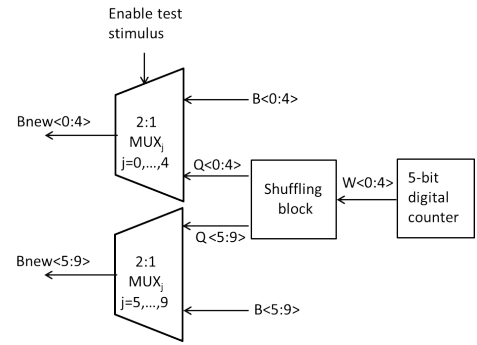 Enable test
stimulus
B<0:4>
Bnew<0:4>
2:1
MUXj
j=0,...,4
Q<0:4>
Shuffling
block
W<0:4>
5-bit
digital
counter
Q<5:9>
Bnew<5:9>
2:1
MUXj
j=5,...,9
B<5:9>